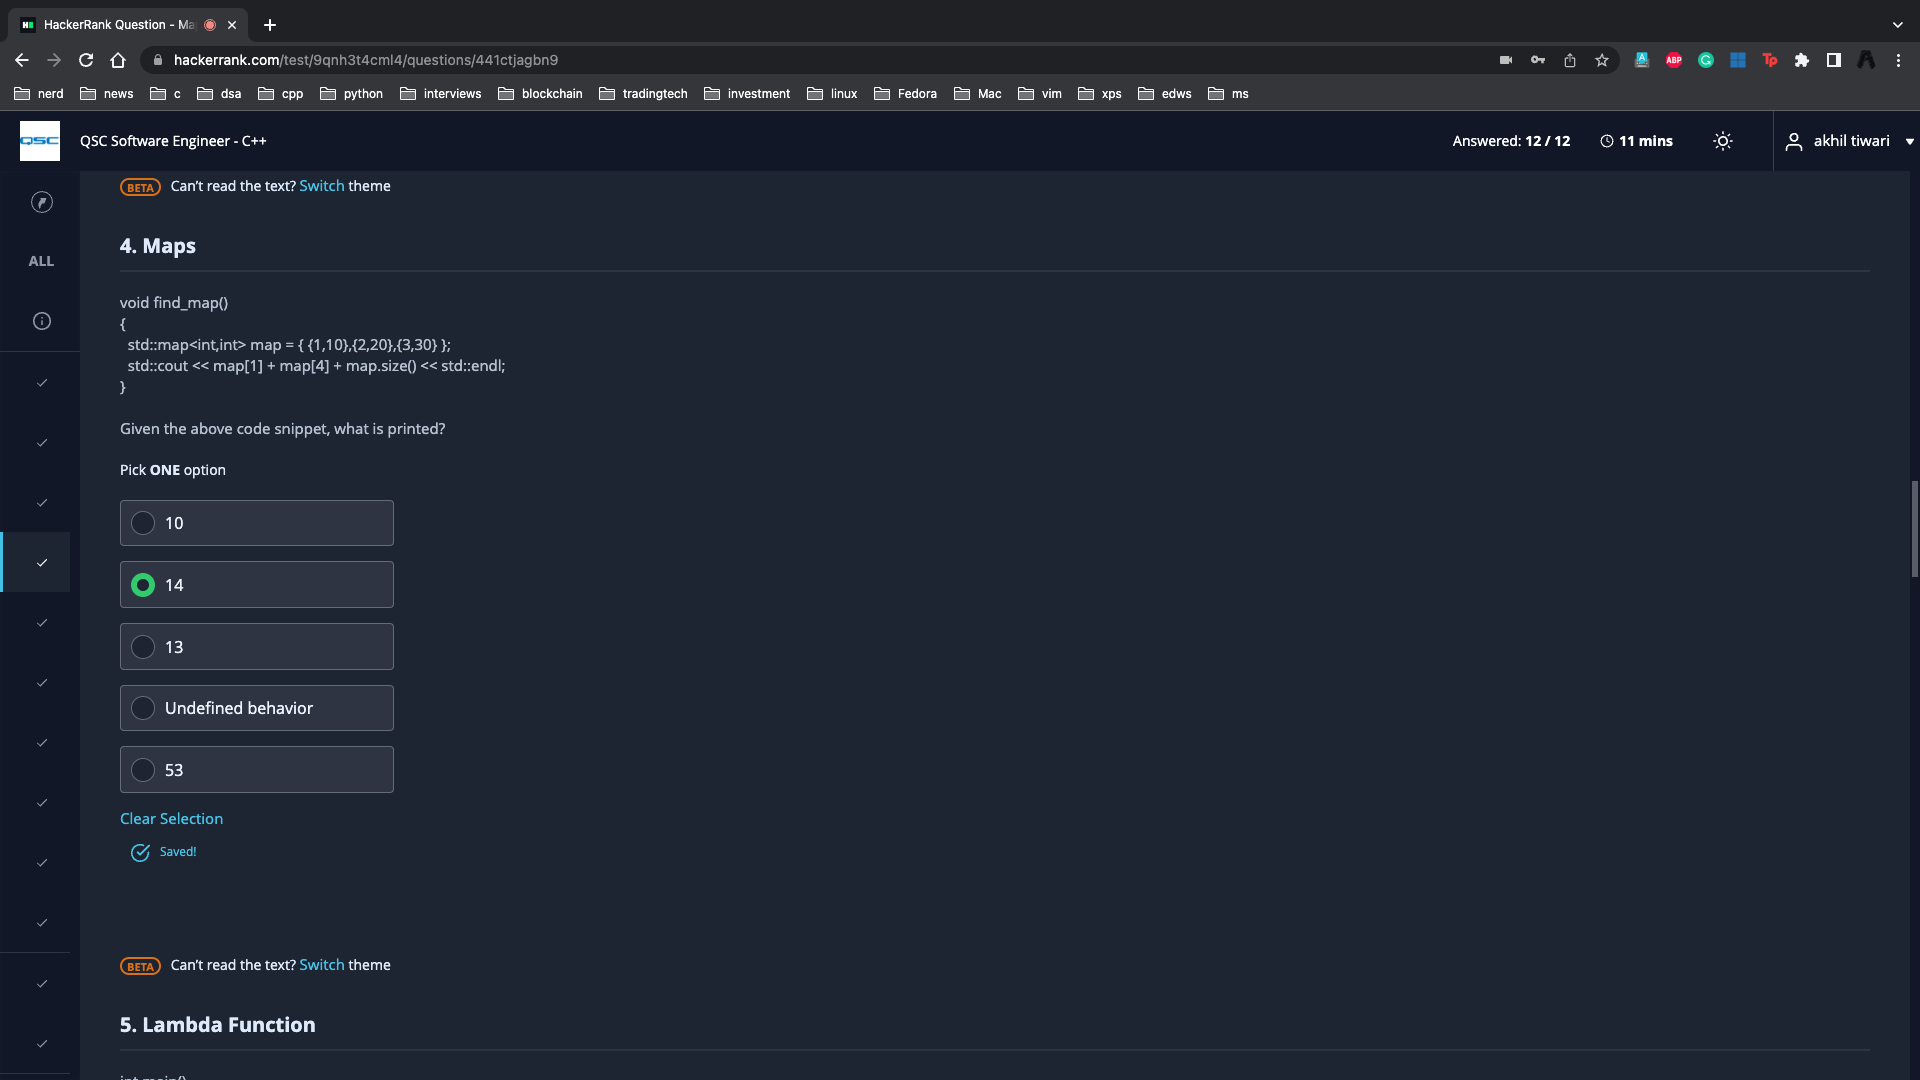 HackerRank Question - Ma
hackerrank.com/test/9qnh3t4cml4/questions/441ctjagbn9
ABP
Tp
nerd
news
c
dsa
cpp
python
interviews
blockchain
tradingtech
investment
linux
Fedora
Mac
vim
xps
edws
ms
QSC
QSC Software Engineer - C++
Answered: 12 / 12
11 mins
akhil tiwari
ALL
BETA Can't read the text? Switch theme
4. Maps
void find_map()
{
std::map<int,int> map = { {1,10},{2,20},{3,30} };
std::cout << map[1] + map[4] + map.size() << std::endl;
}
Given the above code snippet, what is printed?
Pick ONE option
10
14
13
Undefined behavior
53
Clear Selection
Saved!
BETA Can't read the text? Switch theme
5. Lambda Function
int main()